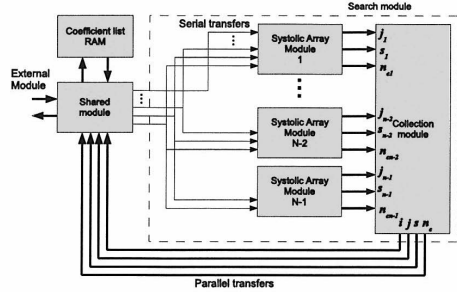 Search module
Serial transfers
Coefficient list
RAM
External
Module
Shared
module
Systolic Array
Module
1
j1
s1
nc1
Systolic Array
Module
N-2
jn-2
sn-2
ncn-2
Collection
module
Systolic Array
Module
N-1
jn-1
sn-1
ncn-1
i j s nc
Parallel transfers